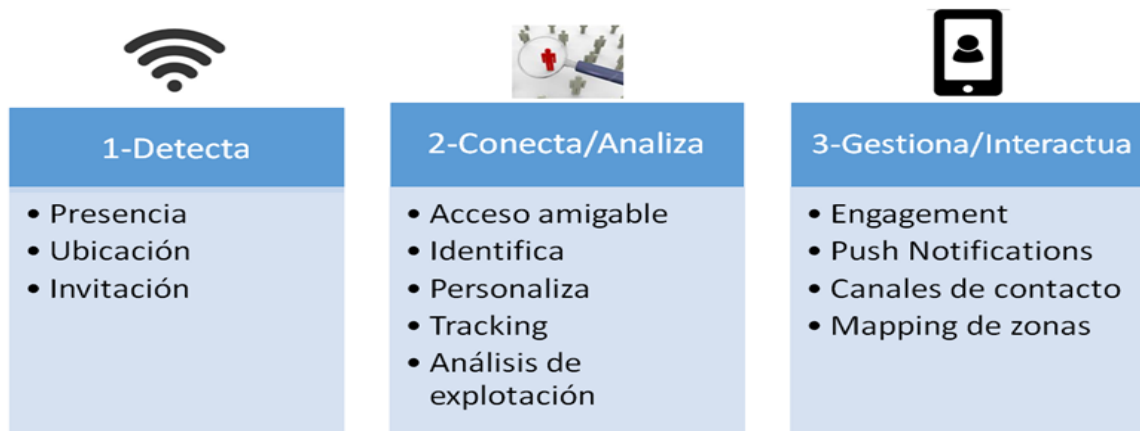 1-Detecta
• Presencia
• Ubicación
• Invitación
2-Conecta/Analiza
• Acceso amigable
• Identifica
• Personaliza
• Tracking
• Análisis de
explotación
3-Gestiona/Interactua
• Engagement
• Push Notifications
• Canales de contacto
• Mapping de zonas